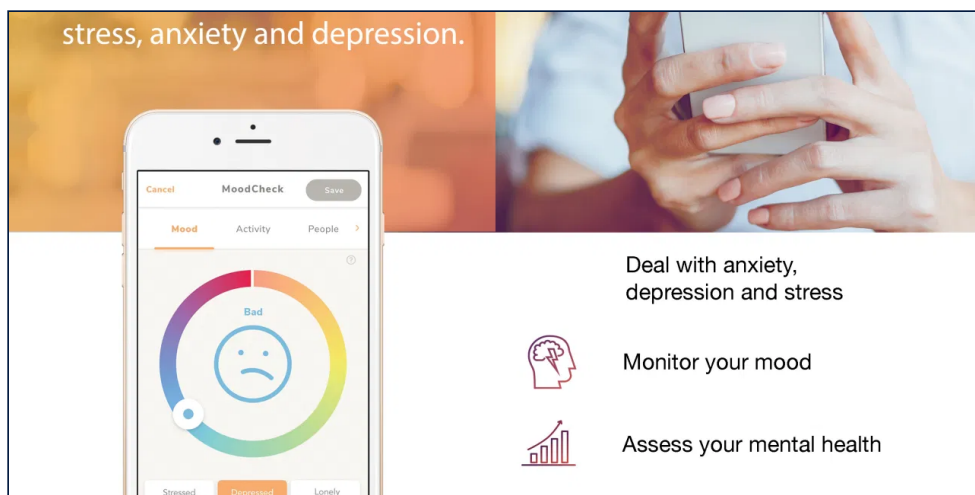 stress, anxiety and depression.
Cancel MoodCheck Save
Mood Activity People
Bad
Stressed Depressed Lonely
Deal with anxiety,
depression and stress
Monitor your mood
Assess your mental health